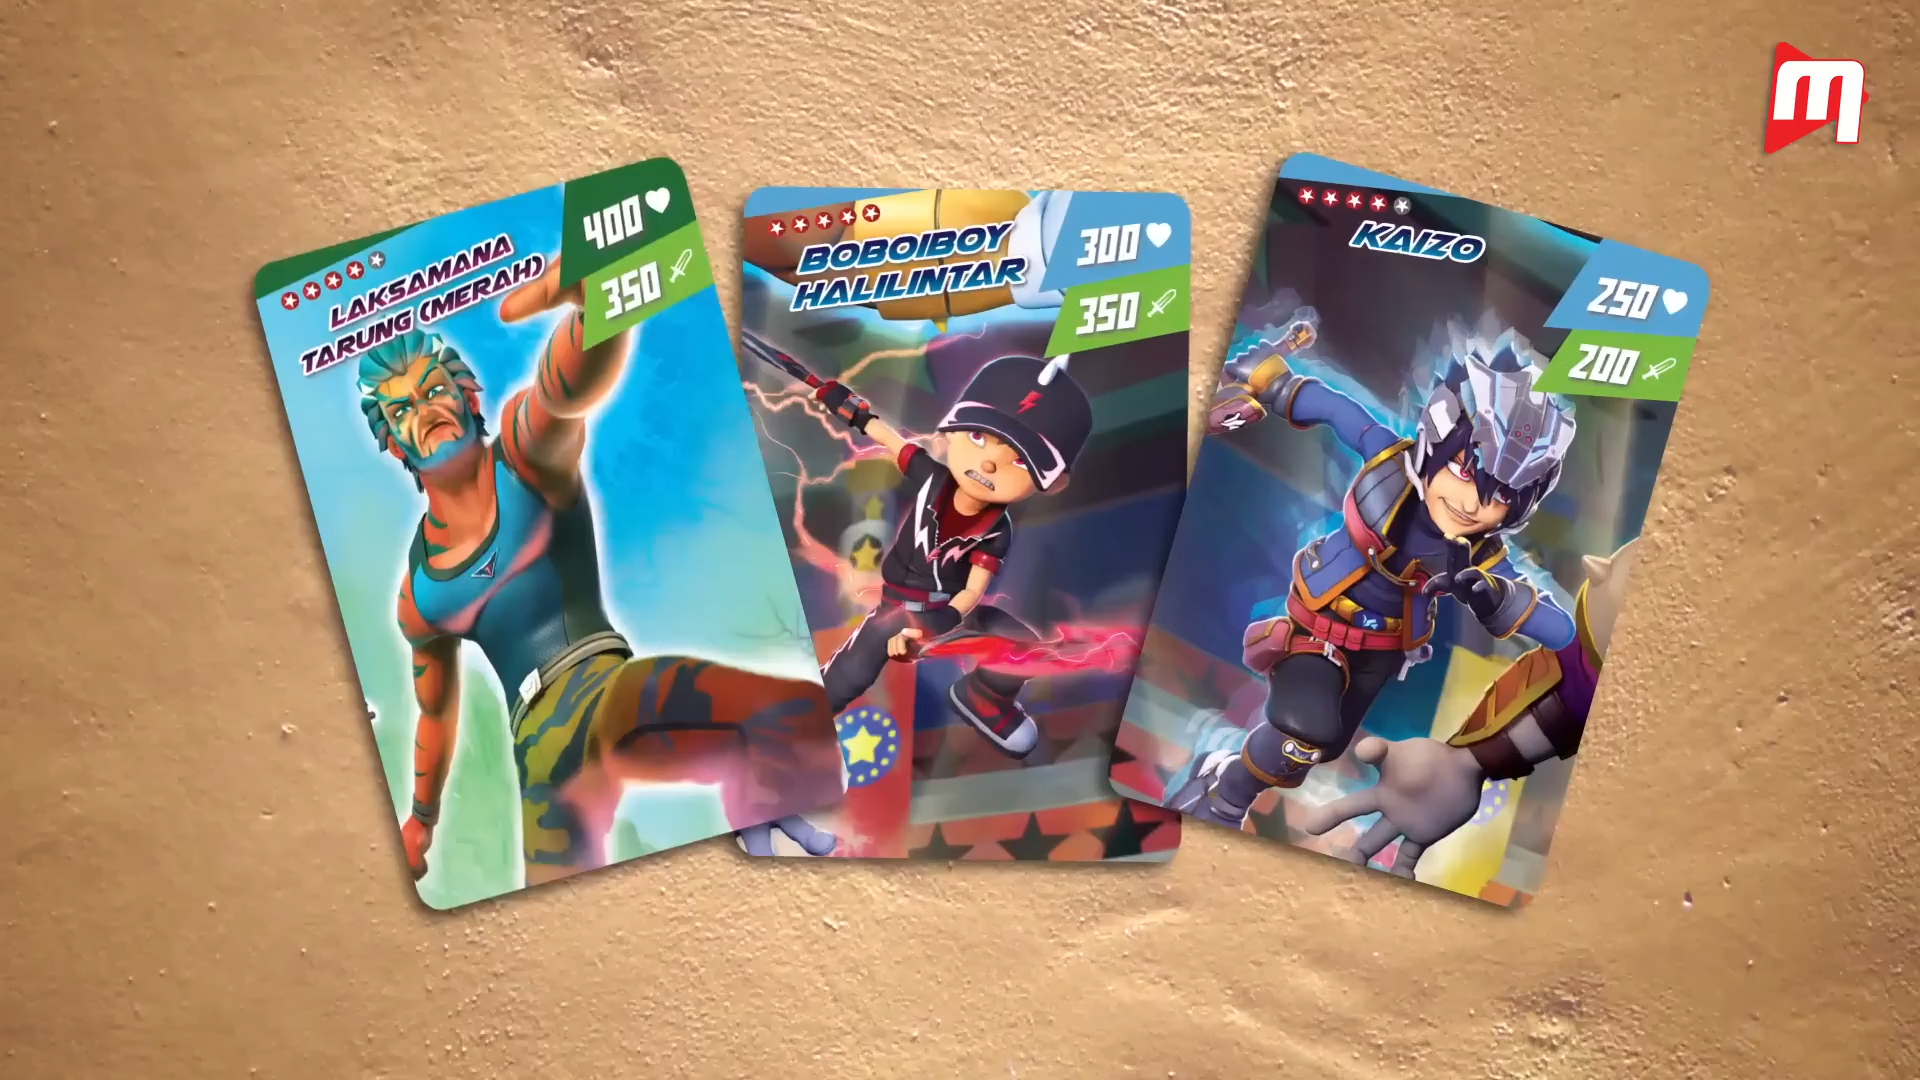 LAKSAMANA
TARUNG (MERAH)
400
350
BOBOIBOY
HALILINTAR
300
350
KAIZO
250
200
m